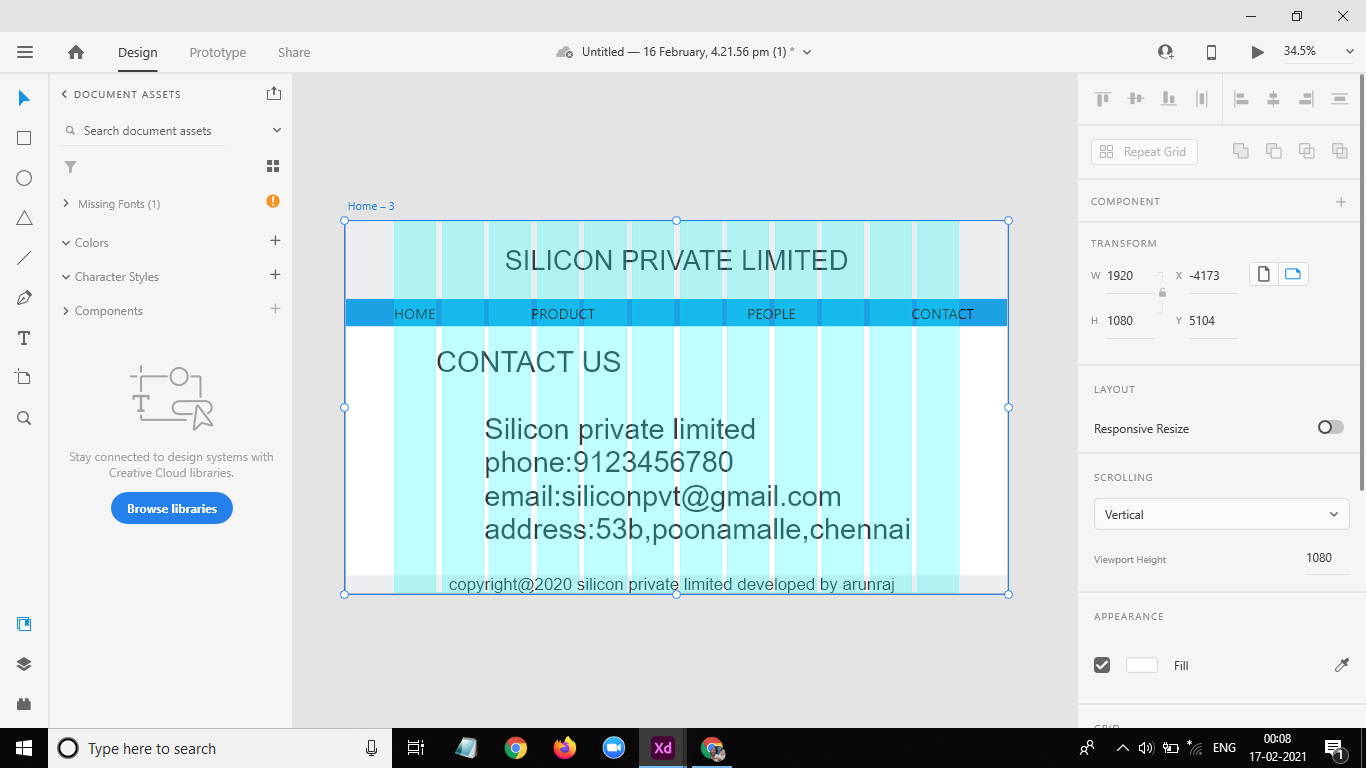 Design
Prototype
Share
Untitled — 16 February, 4.21.56 pm (1) *
34.5%
DOCUMENT ASSETS
Search document assets
Missing Fonts (1)
Colors
Character Styles
Components
Stay connected to design systems with
Creative Cloud libraries.
Browse libraries
Home – 3
SILICON PRIVATE LIMITED
HOME PRODUCT PEOPLE CONTACT
CONTACT US
Silicon private limited
phone:9123456780
email:siliconpvt@gmail.com
address:53b,poonamalle,chennai
copyright@2020 silicon private limited developed by arunraj
Repeat Grid
COMPONENT
TRANSFORM
W 1920 X -4173
H 1080 Y 5104
LAYOUT
Responsive Resize
SCROLLING
Vertical
Viewport Height 1080
APPEARANCE
Fill
GRID
Type here to search
Xd
ENG
00:08
17-02-2021
1